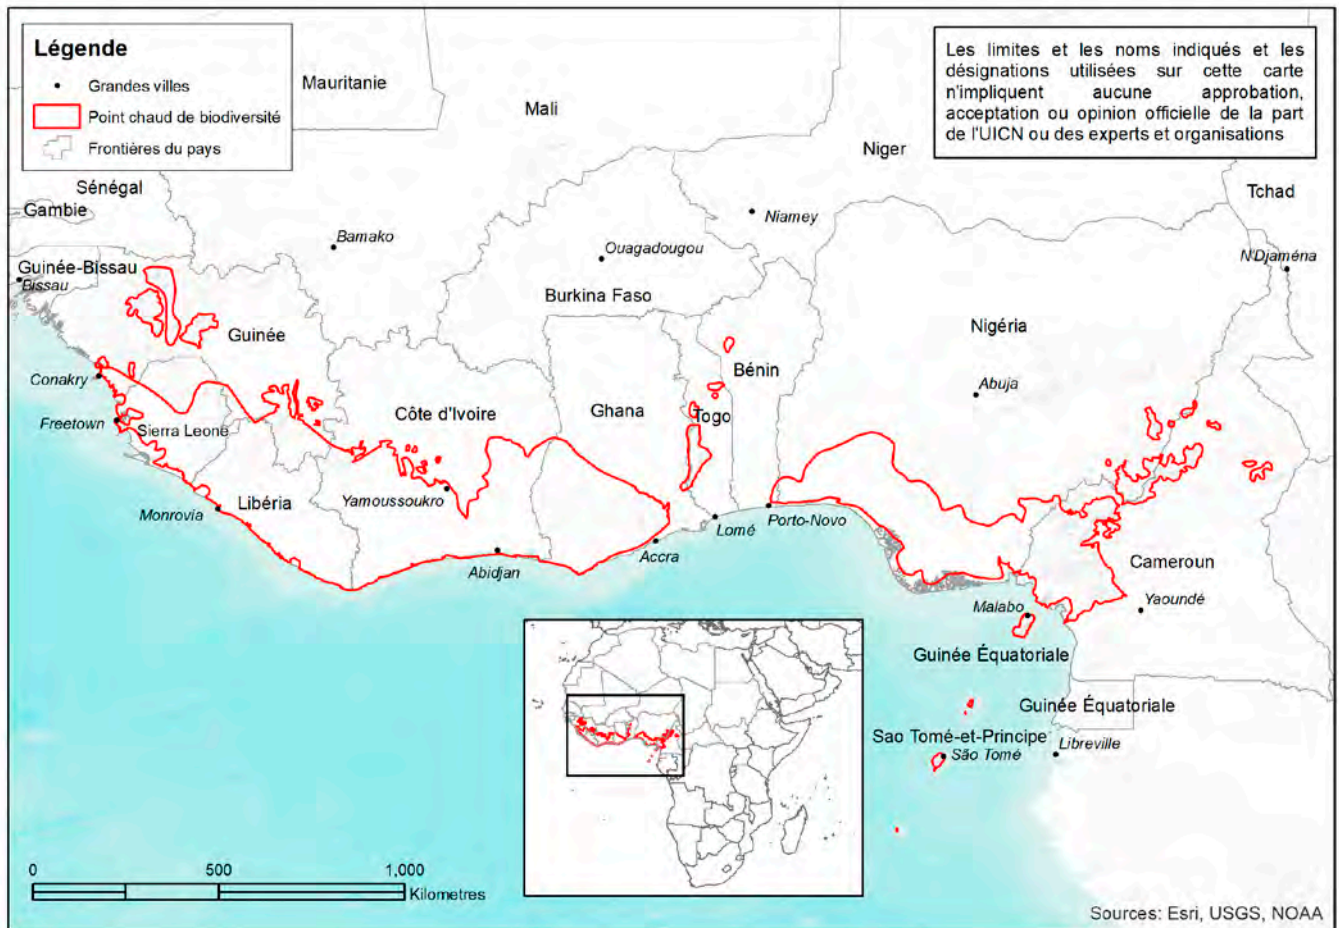 Légende
Grandes villes
Point chaud de biodiversité
Frontières du pays
Les limites et les noms indiqués et les
désignations utilisées sur cette carte
n'impliquent aucune approbation,
acceptation ou opinion officielle de la part
de l'UICN ou des experts et organisations
Mauritanie
Mali
Niger
Tchad
Sénégal
Gambie
Niamey
Bamako
Ouagadougou
N'Djaména
Guinée-Bissau
Bissau
Burkina Faso
Nigéria
Guinée
Bénin
Conakry
Abuja
Côte d'Ivoire
Ghana
Togo
Freetown
Sierra Leone
Libéria
Yamoussoukro
Monrovia
Lomé
Porto-Novo
Accra
Abidjan
Cameroun
Malabo
Yaoundé
Guinée Équatoriale
Guinée Équatoriale
Sao Tomé-et-Principe
Libreville
São Tomé
0
500
1,000
Kilometres
Sources: Esri, USGS, NOAA